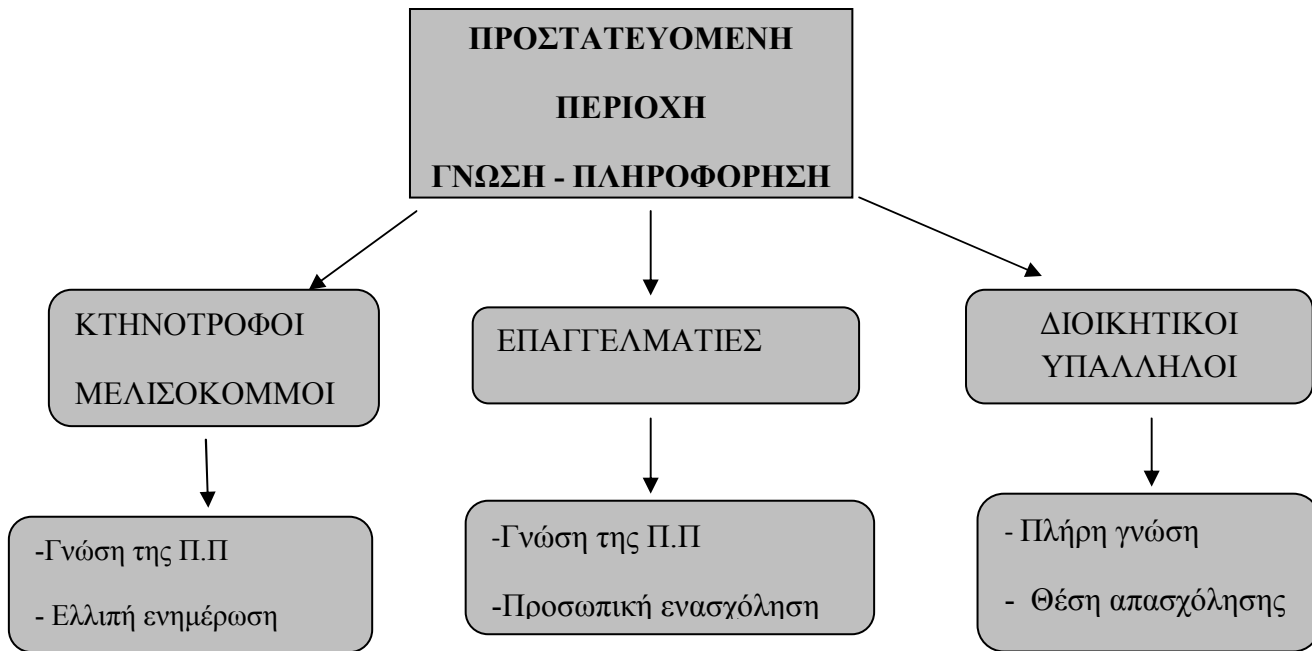 ΠΡΟΣΤΑΤΕΥΟΜΕΝΗ
ΠΕΡΙΟΧΗ
ΓΝΩΣΗ - ΠΛΗΡΟΦΟΡΗΣΗ
ΚΤΗΝΟΤΡΟΦΟΙ
ΜΕΛΙΣΟΚΟΜΜΟΙ
ΕΠΑΓΓΕΛΜΑΤΙΕΣ
ΔΙΟΙΚΗΤΙΚΟΙ
ΥΠΑΛΛΗΛΟΙ
-Γνώση της Π.Π
- Ελλιπή ενημέρωση
-Γνώση της Π.Π
-Προσωπική ενασχόληση
- Πλήρη γνώση
- Θέση απασχόλησης